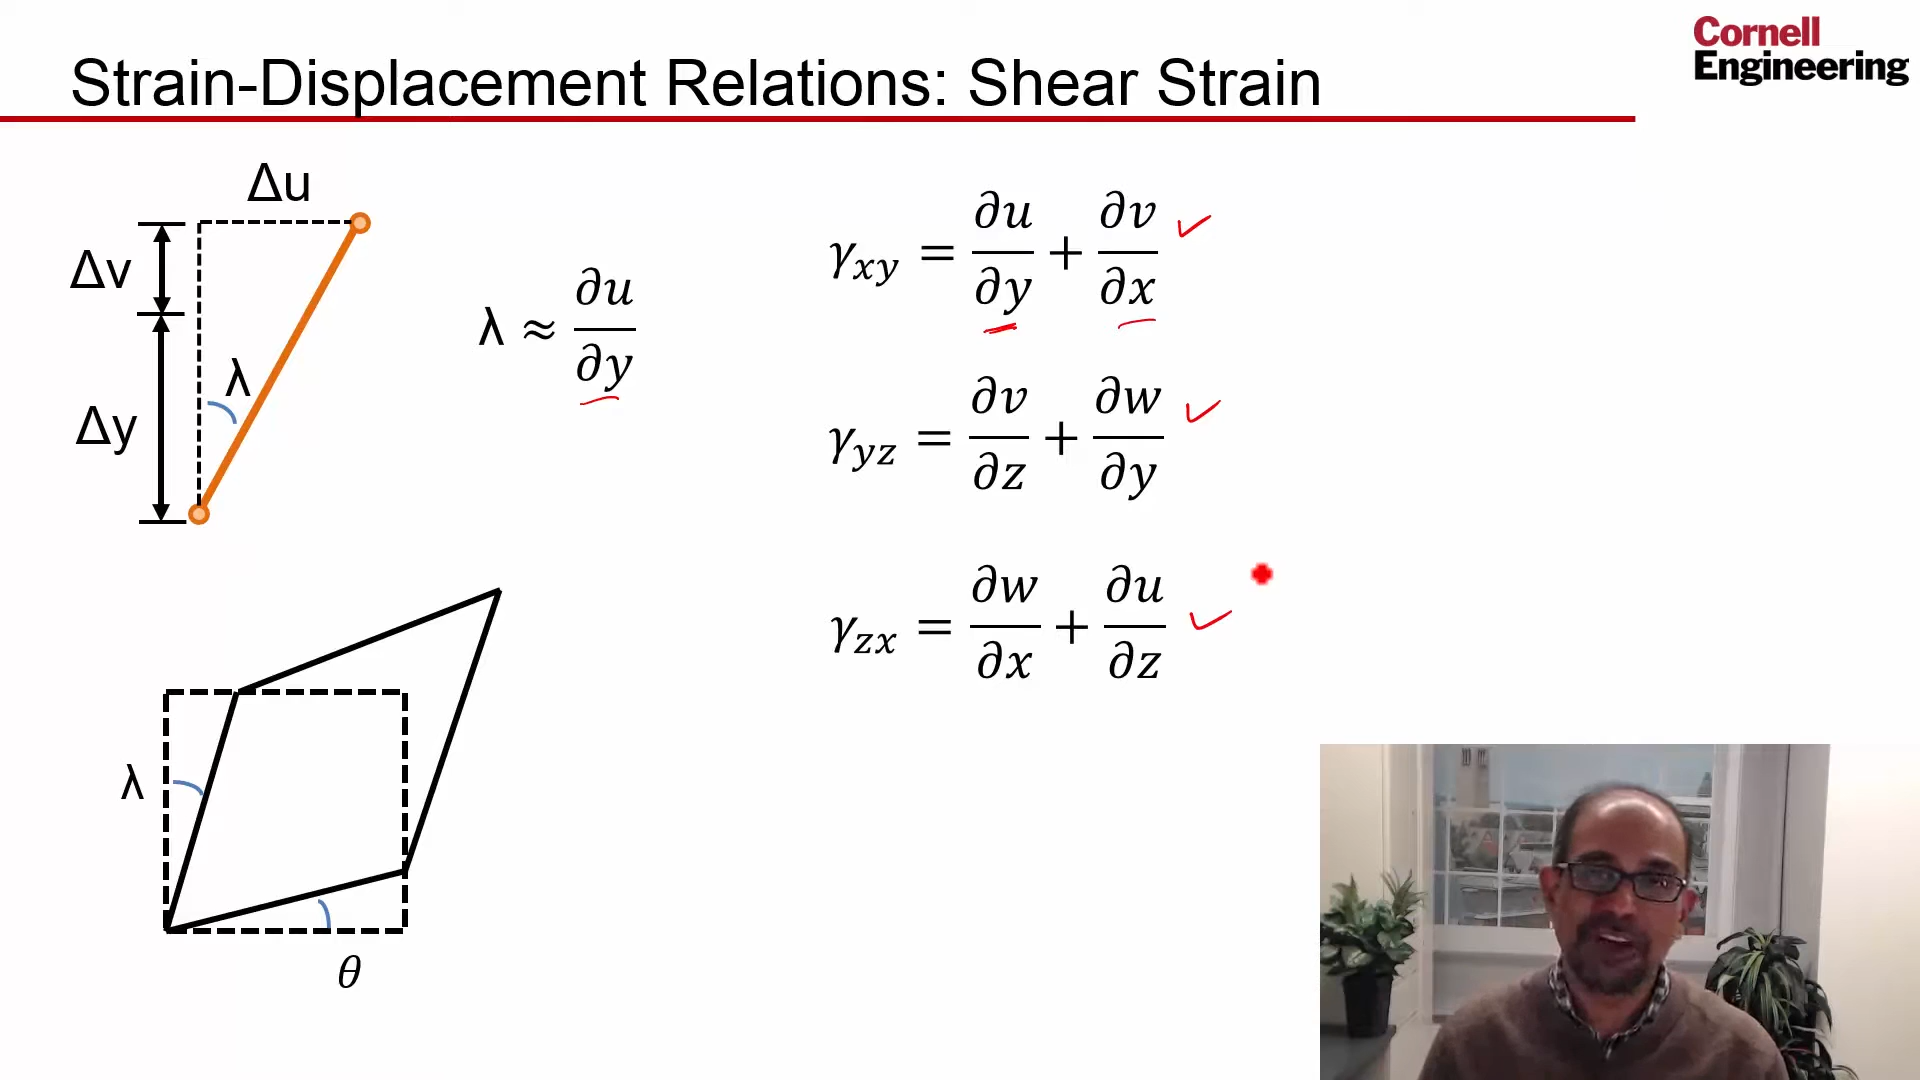 Cornell
Engineering
Strain-Displacement Relations: Shear Strain
Δu
Δv
Δy
λ
λ ≈ ∂u/∂y
γxy = ∂u/∂y + ∂v/∂x
γyz = ∂v/∂z + ∂w/∂y
γzx = ∂w/∂x + ∂u/∂z
λ
θ